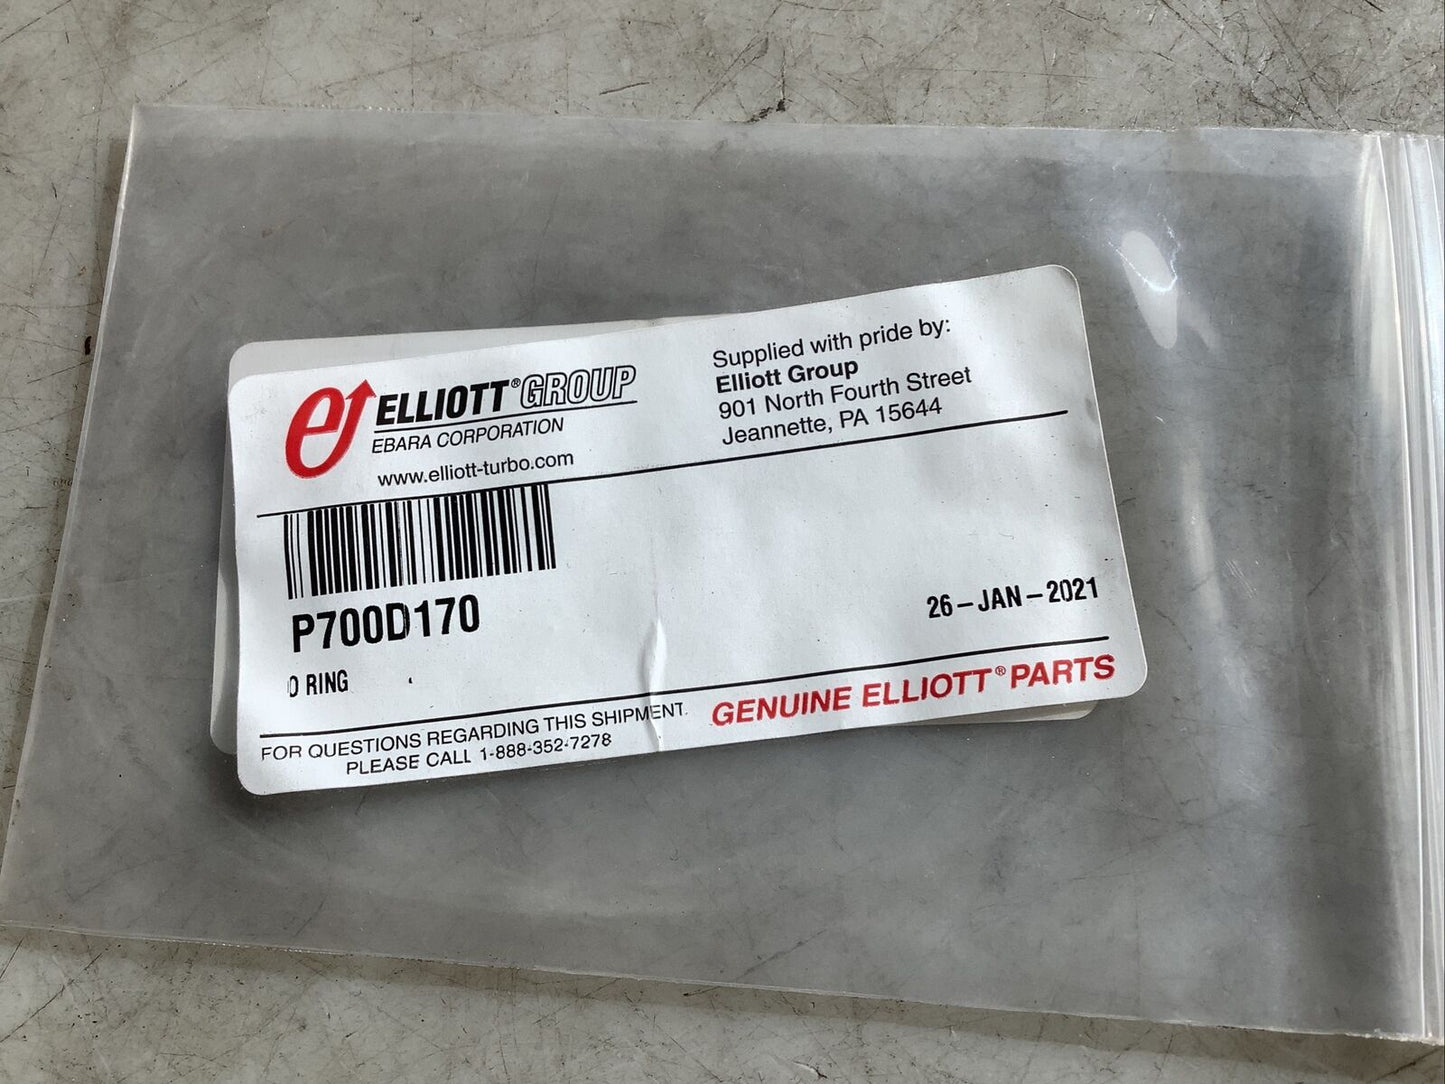 ELLIOTT® GROUP
EBARA CORPORATION
www.elliott-turbo.com
Supplied with pride by:
Elliott Group
901 North Fourth Street
Jeannette, PA 15644
P700D170
26-JAN-2021
O RING
GENUINE ELLIOTT® PARTS
FOR QUESTIONS REGARDING THIS SHIPMENT.
PLEASE CALL 1-888-352-7278